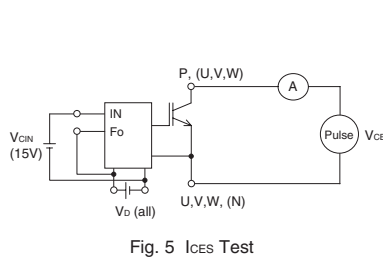 P, (U,V,W)
A
IN
Fo
VCIN
(15V)
Pulse
VCE
VD (all)
U,V,W, (N)
Fig. 5 ICES Test